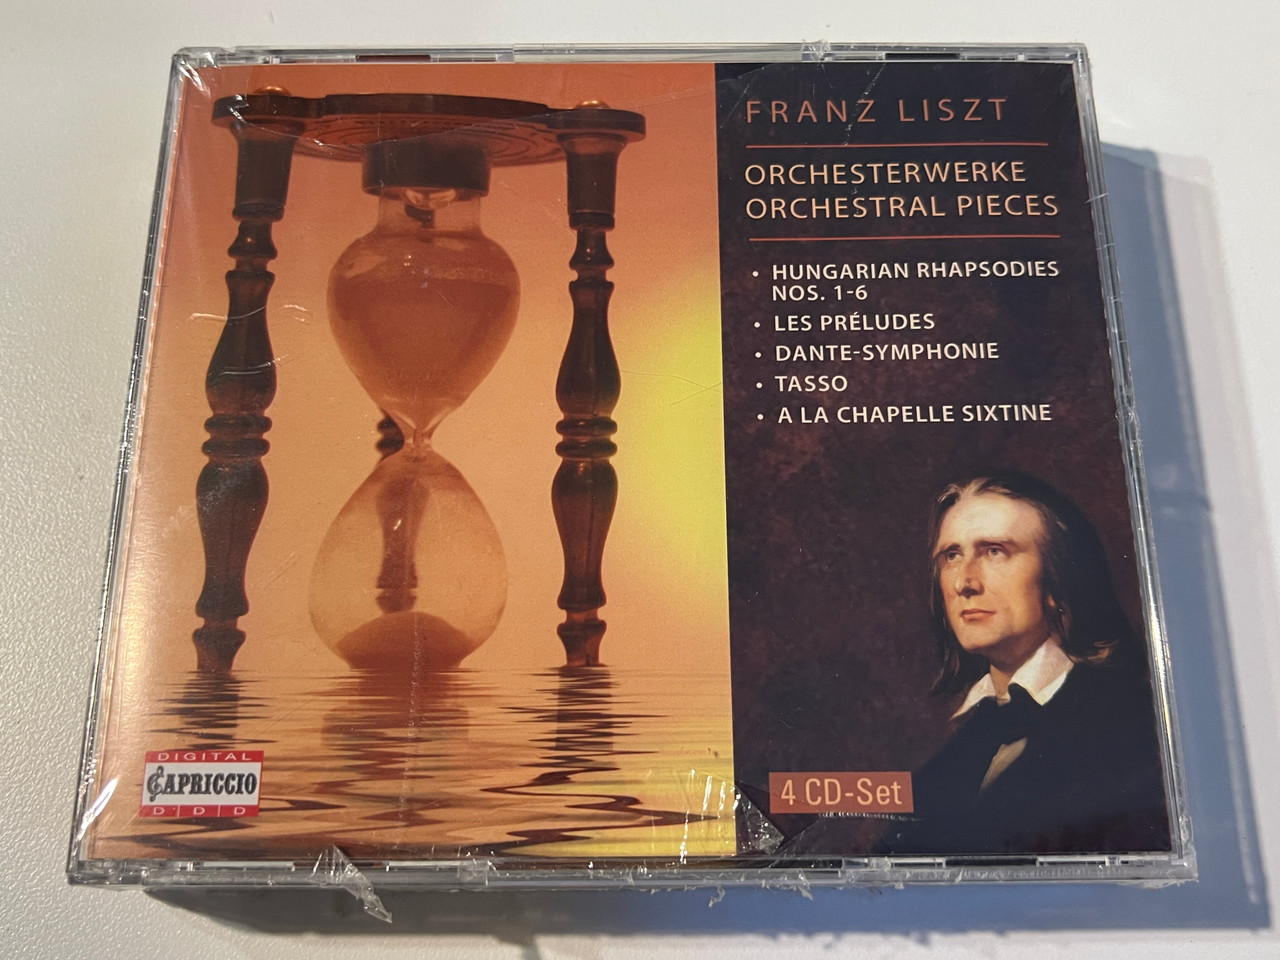 FRANZ LISZT
ORCHESTERWERKE
ORCHESTRAL PIECES
• HUNGARIAN RHAPSODIES
NOS. 1-6
• LES PRÉLUDES
• DANTE-SYMPHONIE
• TASSO
• A LA CHAPELLE SIXTINE
4 CD-Set
DIGITAL
CAPRICCIO
D·D·D